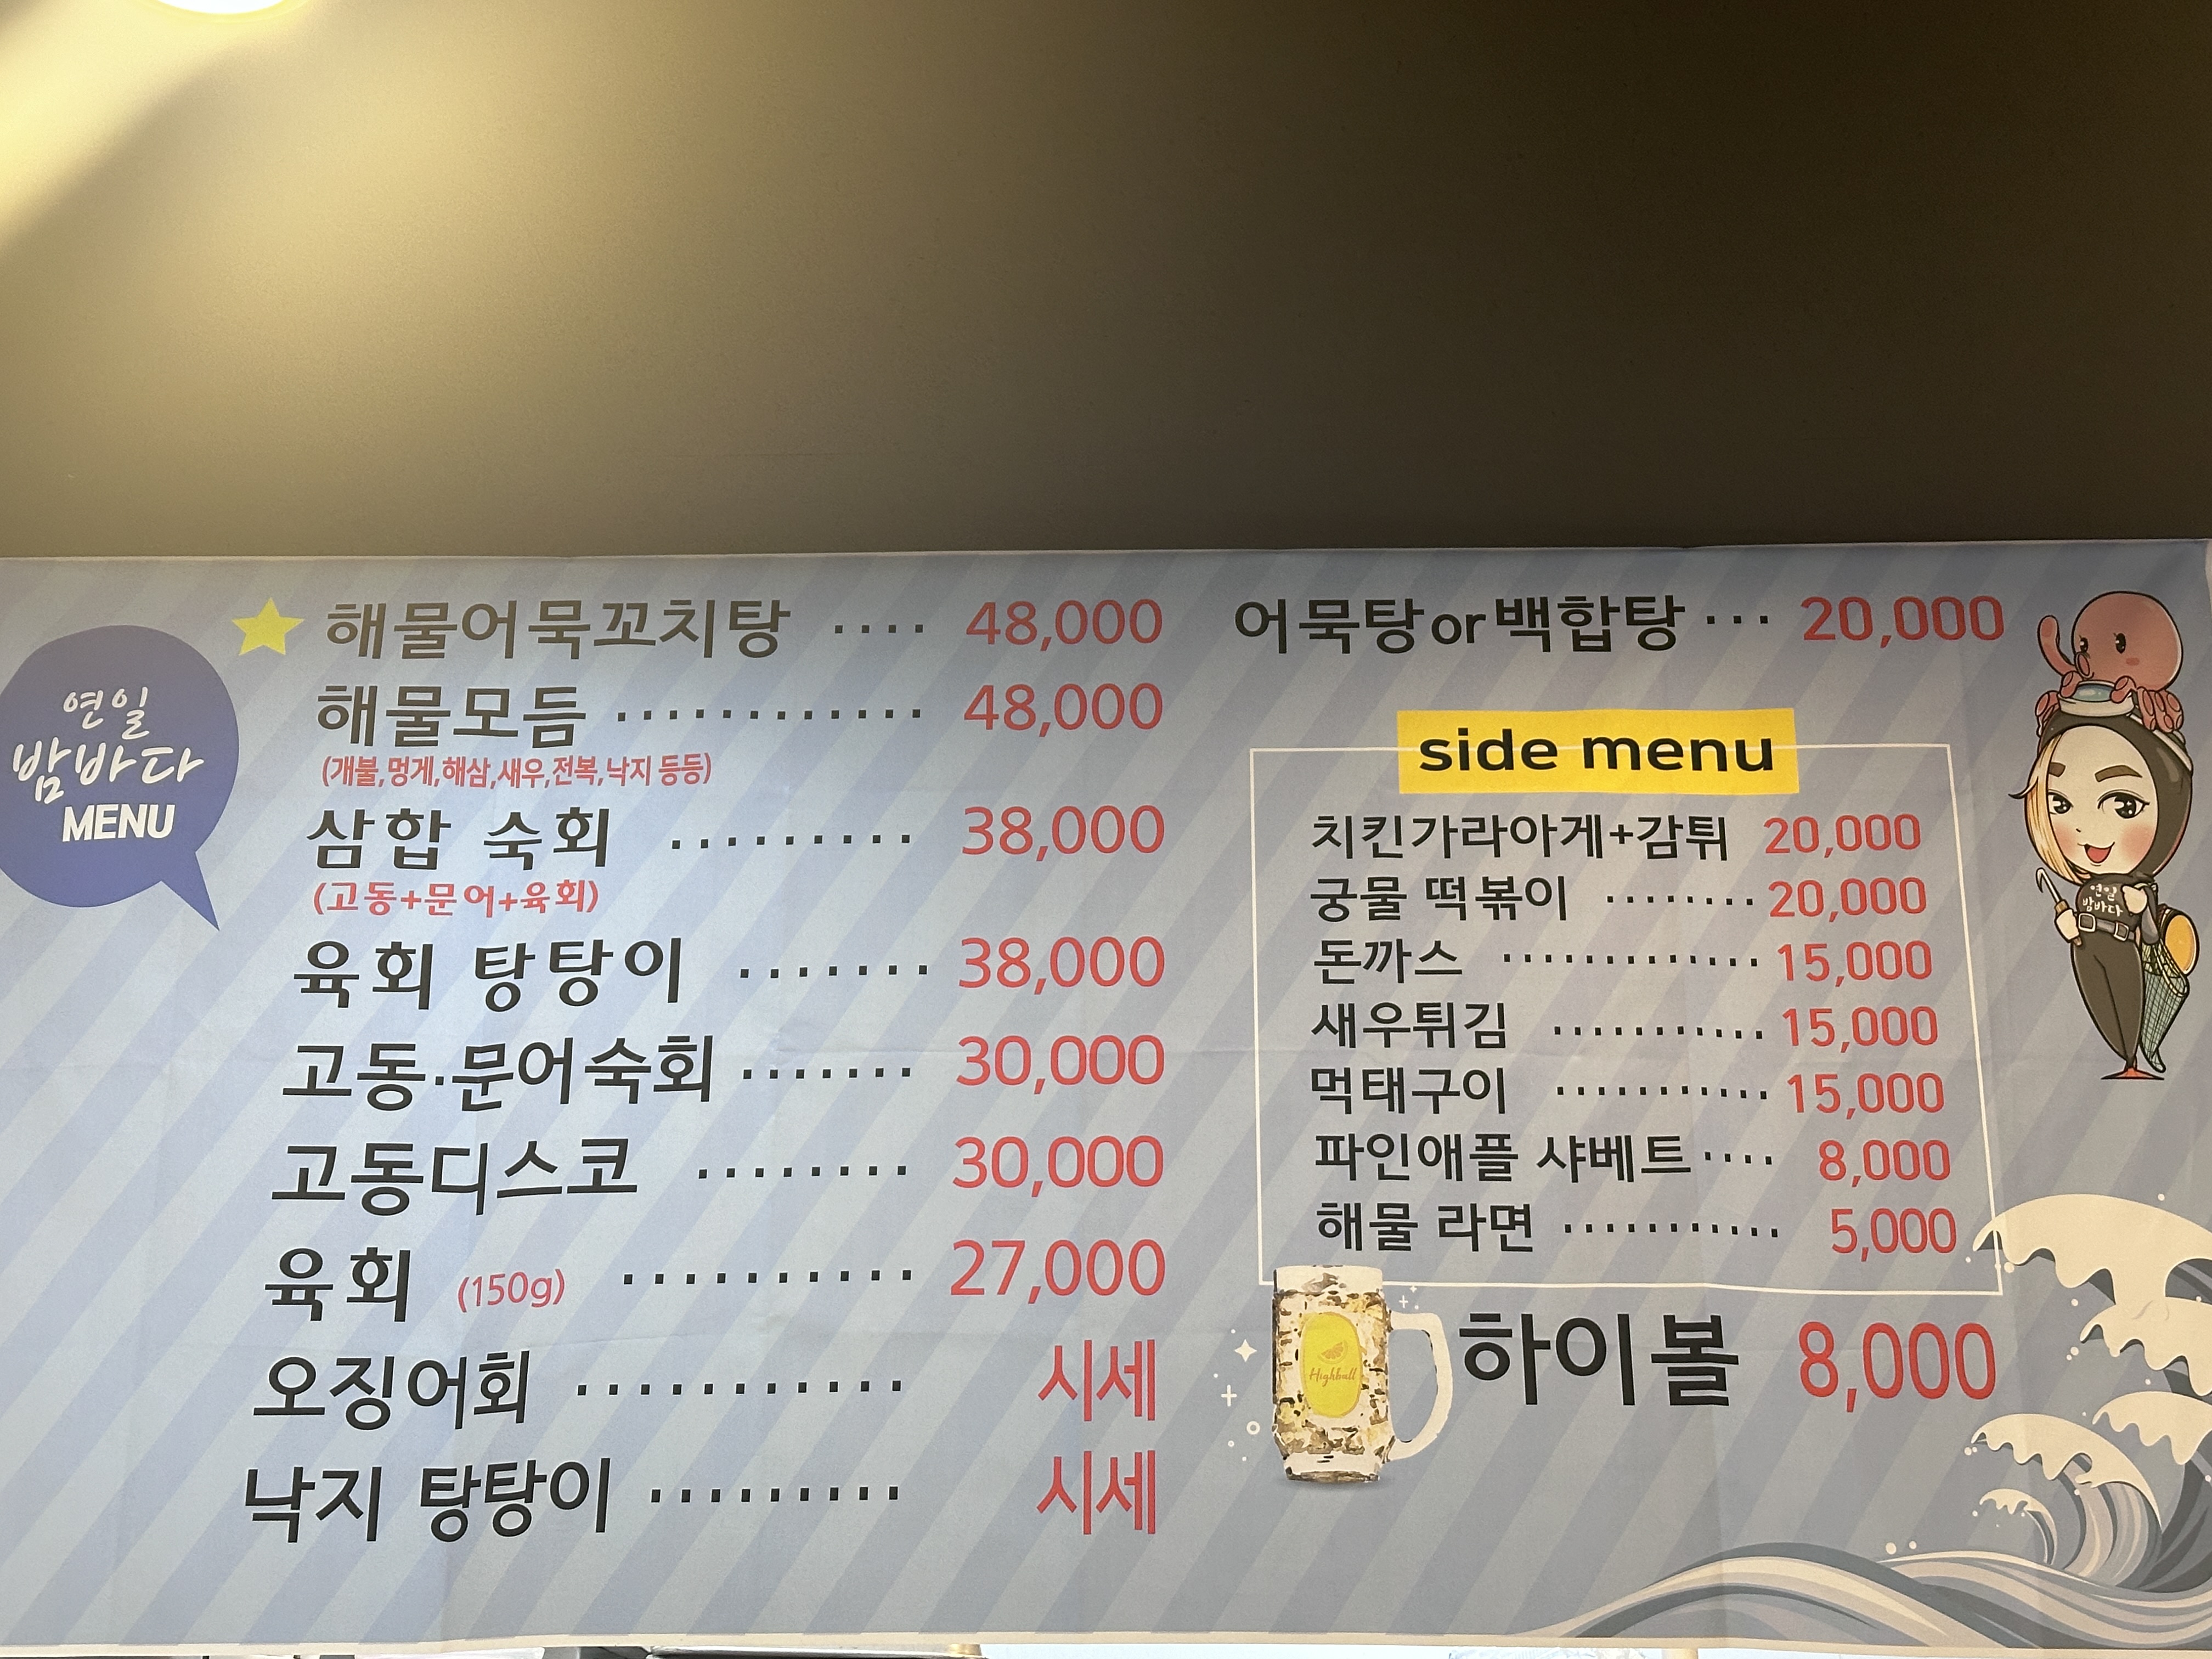 연일
밤바다
MENU
해물어묵꼬치탕 ···· 48,000
해물모듬 ············ 48,000
(개불,멍게,해삼,새우,전복,낙지 등등)
삼합 숙회 ········· 38,000
(고동+문어+육회)
육회 탕탕이 ······· 38,000
고동·문어숙회 ······· 30,000
고동디스코 ········ 30,000
육회 (150g) ·········· 27,000
오징어회 ············ 시세
낙지 탕탕이 ········· 시세
어묵탕or백합탕 ··· 20,000
side menu
치킨가라아게+감튀 20,000
궁물 떡볶이 ········ 20,000
돈까스 ············· 15,000
새우튀김 ··········· 15,000
먹태구이 ··········· 15,000
파인애플 샤베트 ···· 8,000
해물 라면 ··········· 5,000
Highball
하이볼 8,000
연일
밤바다